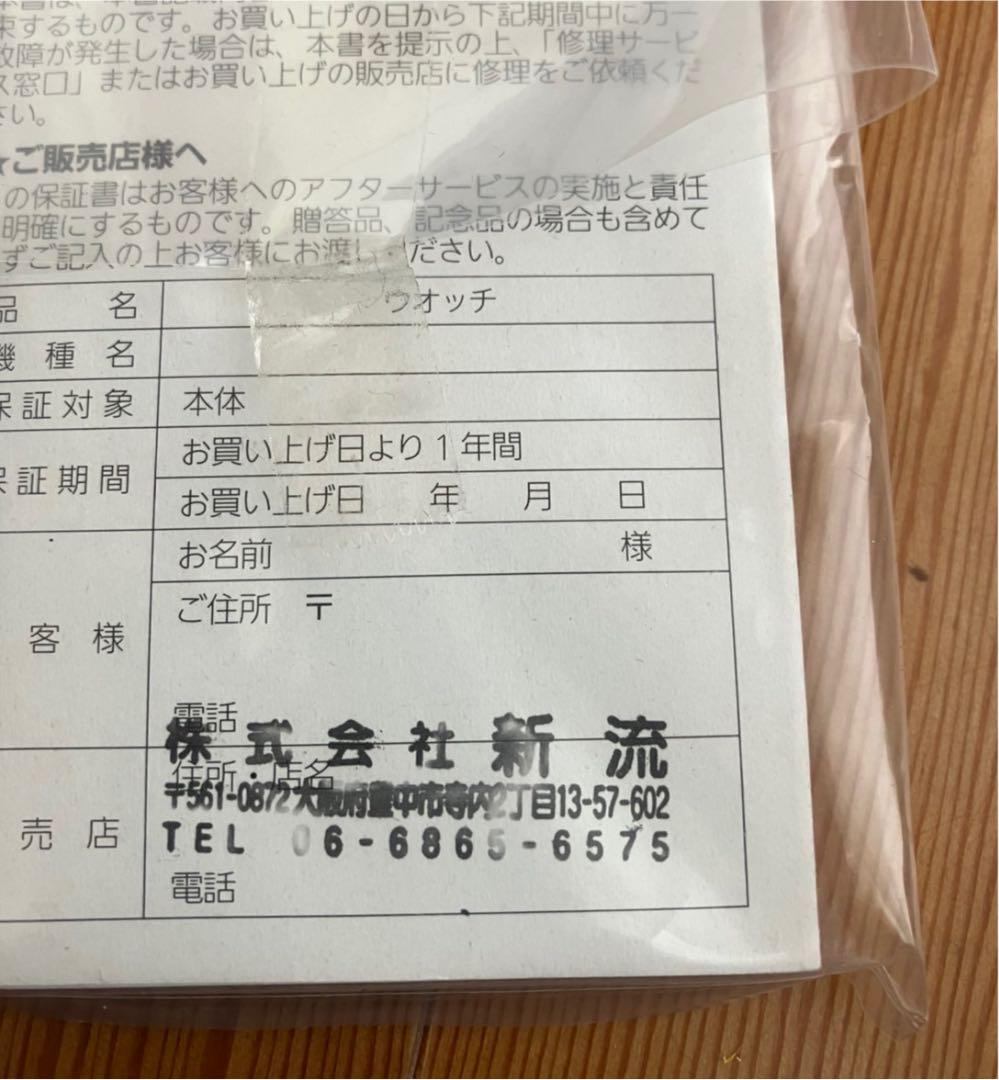 束するものです。お買い上げの日から下記期間中に万一
故障が発生した場合は、本書を提示の上、「修理サービ
ス窓口」またはお買い上げの販売店に修理をご依頼くだ
さい。
★ご販売店様へ
の保証書はお客様へのアフターサービスの実施と責任
明確にするものです。贈答品、記念品の場合も含めて
ずご記入の上お客様にお渡しください。
品 名 ウオッチ
機 種 名
保証対象 本体
保証期間 お買い上げ日より1年間
お買い上げ日 年 月 日
お名前 様
客 様 ご住所 〒
電話
株式会社新流
住所・店名
〒561-0872 大阪府豊中市寺内2丁目13-57-602
売 店 TEL 06-6865-6575
電話